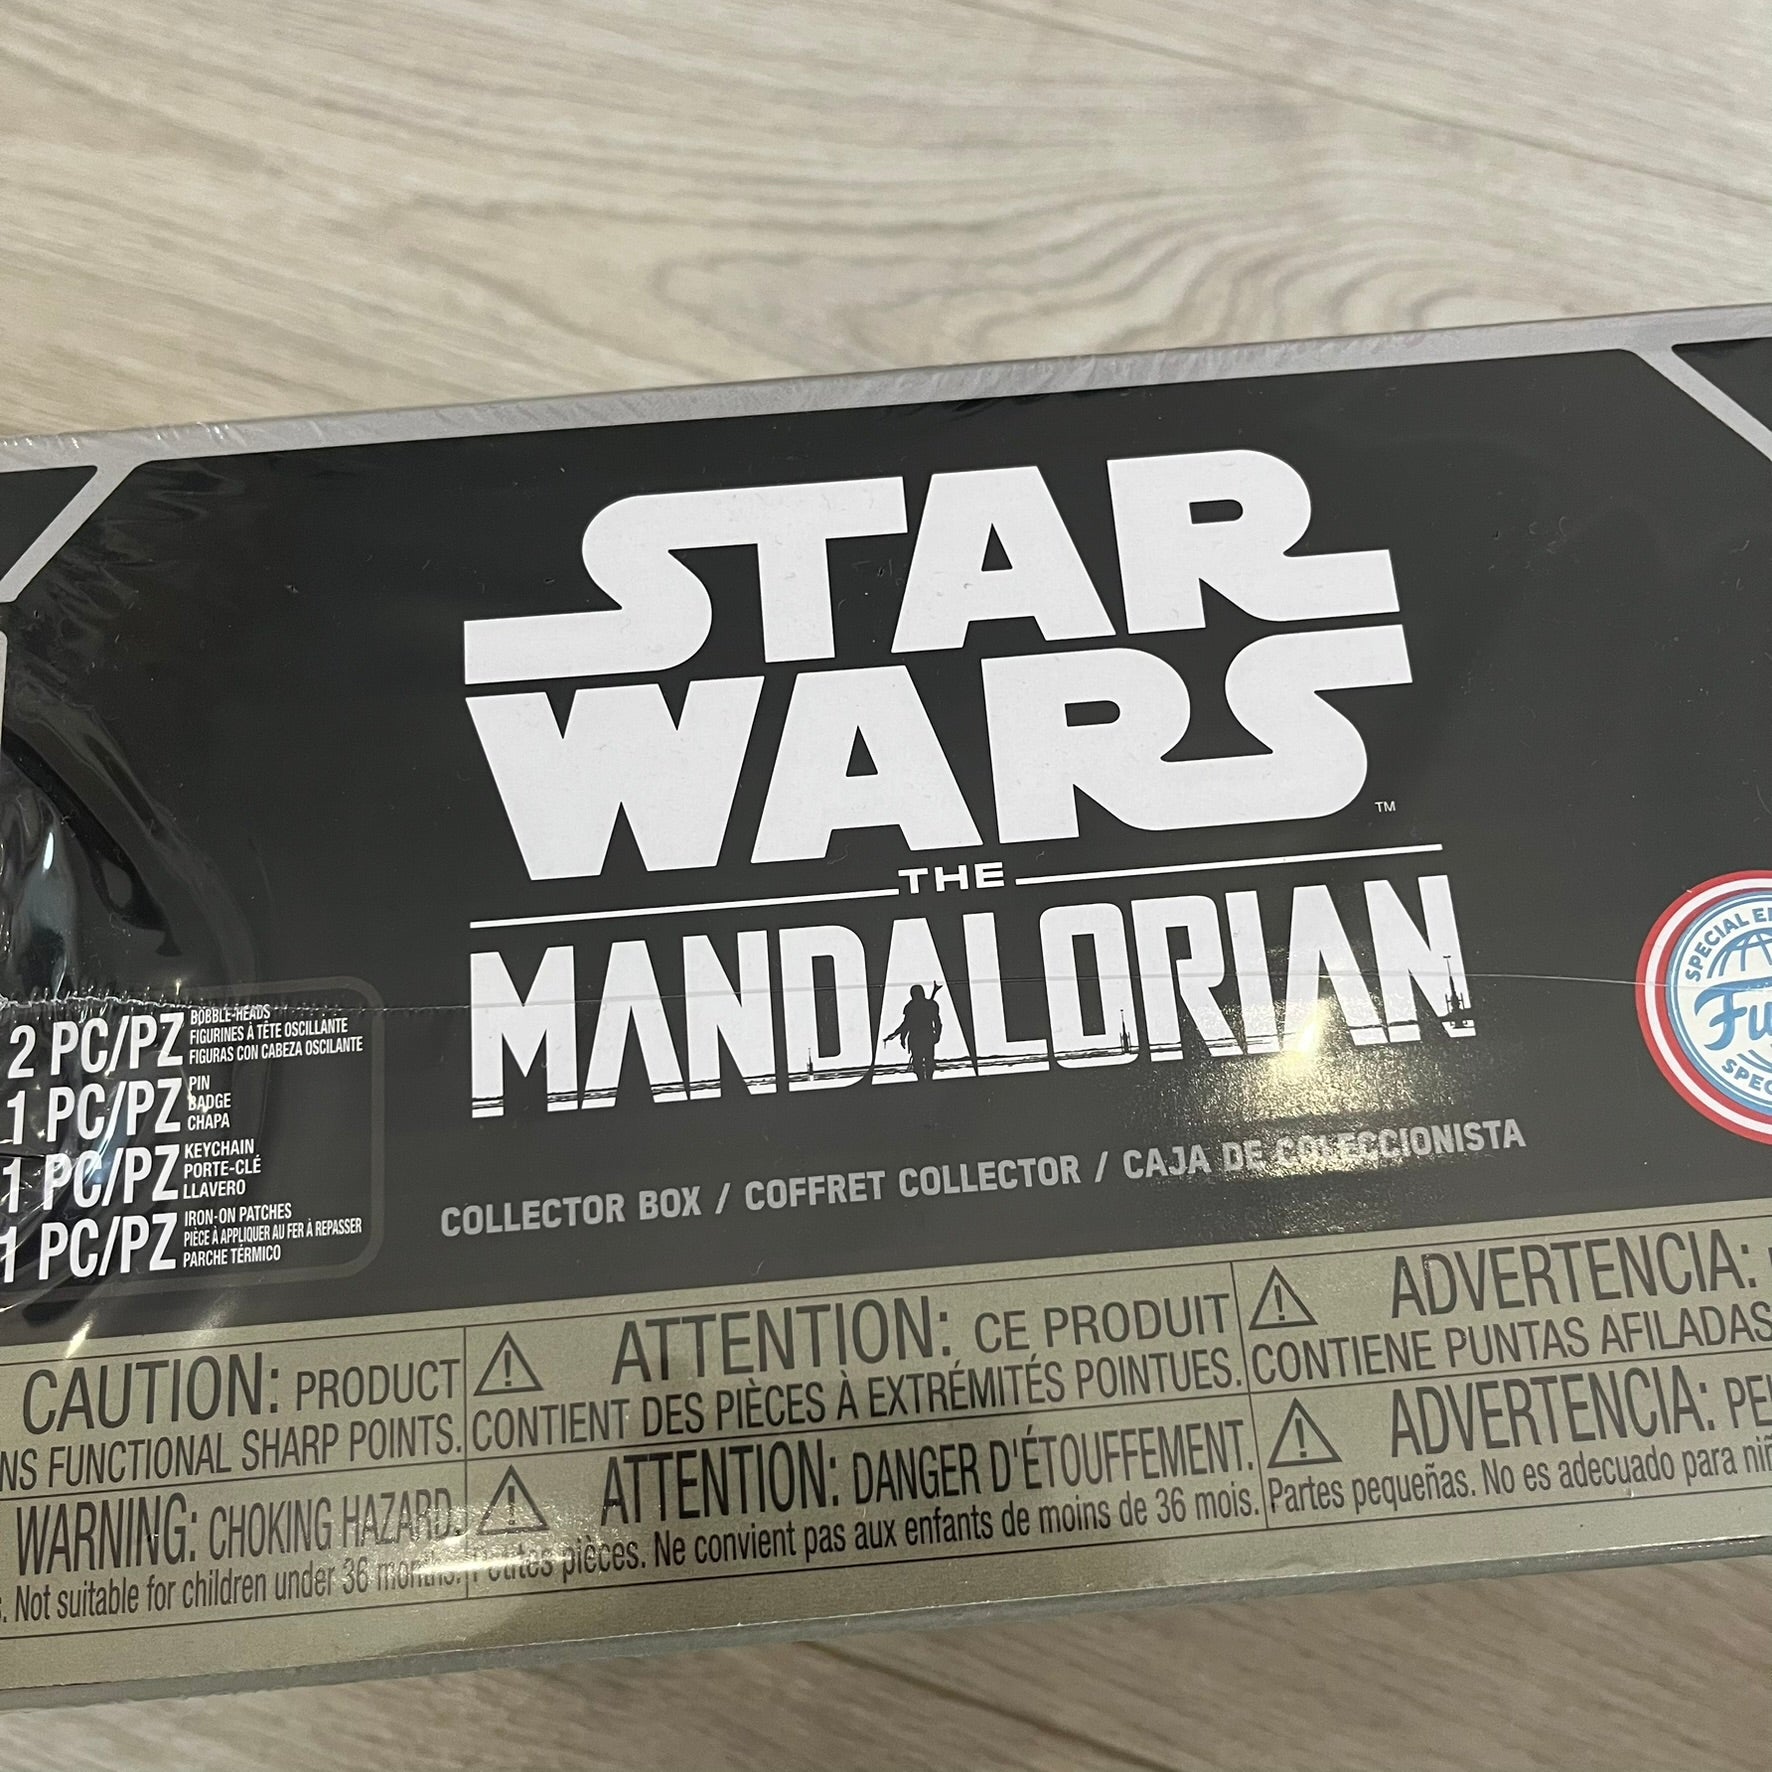 STAR
WARS
™
THE
MANDALORIAN
COLLECTOR BOX / COFFRET COLLECTOR / CAJA DE COLECCIONISTA
2 PC/PZ
BOBBLE-HEADS
FIGURINES À TÊTE OSCILLANTE
FIGURAS CON CABEZA OSCILANTE
1 PC/PZ
PIN
BADGE
CHAPA
1 PC/PZ
KEYCHAIN
PORTE-CLÉ
LLAVERO
1 PC/PZ
IRON-ON PATCHES
PIÈCE À APPLIQUER AU FER À REPASSER
PARCHE TÉRMICO
SPECIAL
CAUTION: PRODUCT
FUNCTIONAL SHARP POINTS.
WARNING: CHOKING HAZARD.
Not suitable for children under 36 months.
ATTENTION: CE PRODUIT
CONTIENT DES PIÈCES À EXTRÉMITÉS POINTUES.
ATTENTION: DANGER D'ÉTOUFFEMENT.
Petites pièces. Ne convient pas aux enfants de moins de 36 mois.
ADVERTENCIA:
CONTIENE PUNTAS AFILADAS
ADVERTENCIA:
Partes pequeñas. No es adecuado para